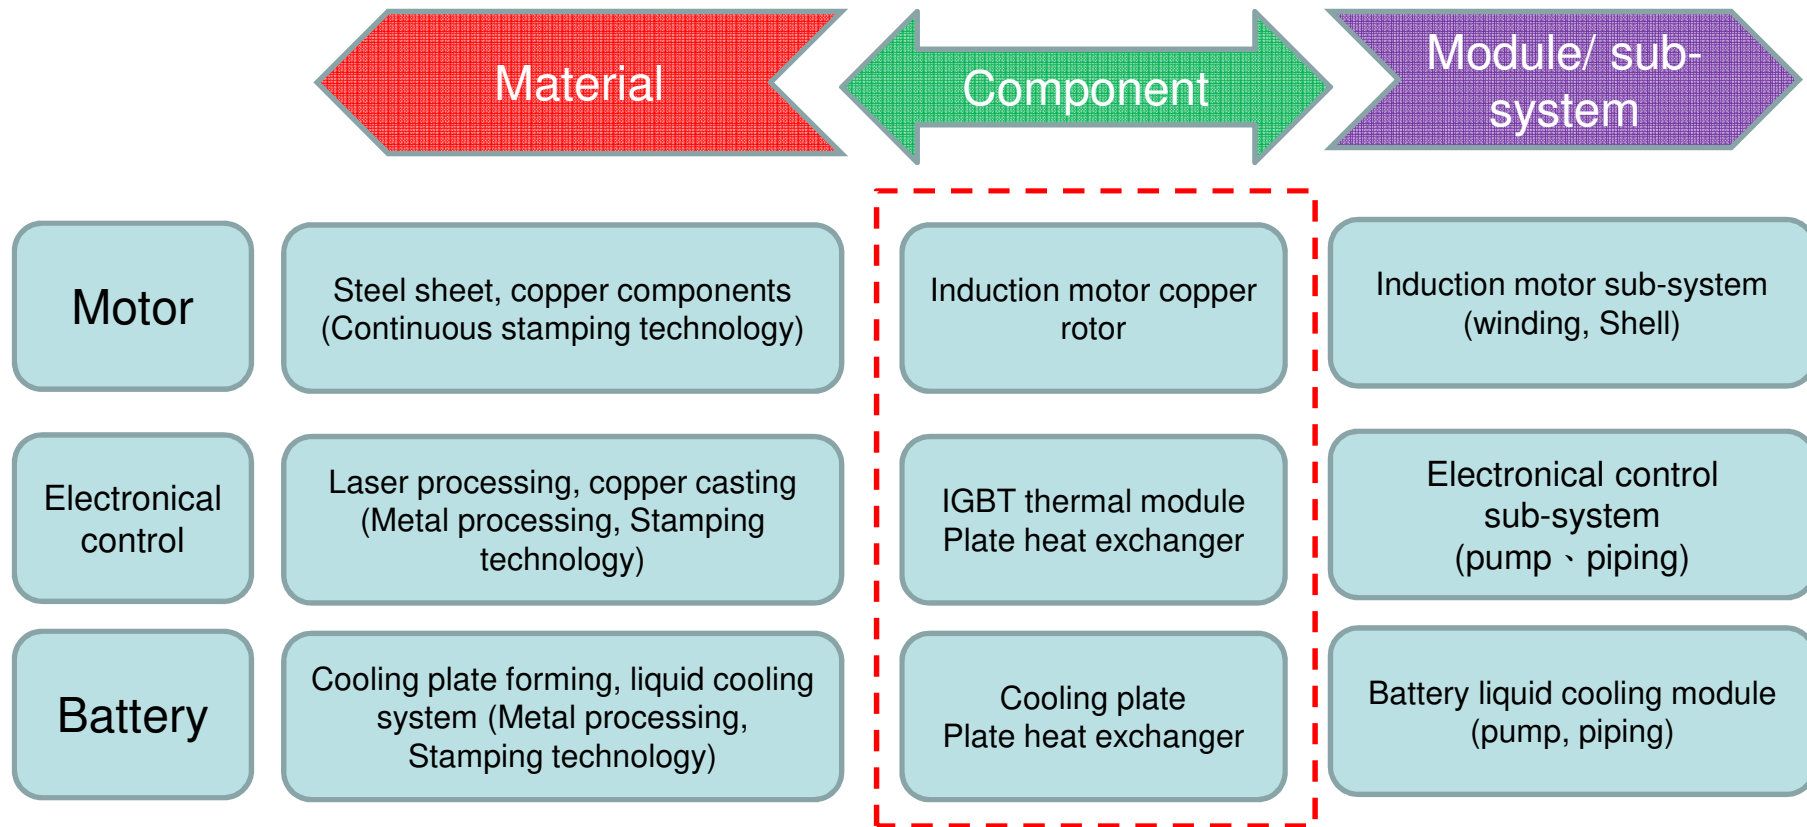 Material
Component
Module/ sub-
system
Motor
Steel sheet, copper components
(Continuous stamping technology)
Induction motor copper
rotor
Induction motor sub-system
(winding, Shell)
Electronical
control
Laser processing, copper casting
(Metal processing, Stamping
technology)
IGBT thermal module
Plate heat exchanger
Electronical control
sub-system
(pump、piping)
Battery
Cooling plate forming, liquid cooling
system (Metal processing,
Stamping technology)
Cooling plate
Plate heat exchanger
Battery liquid cooling module
(pump, piping)